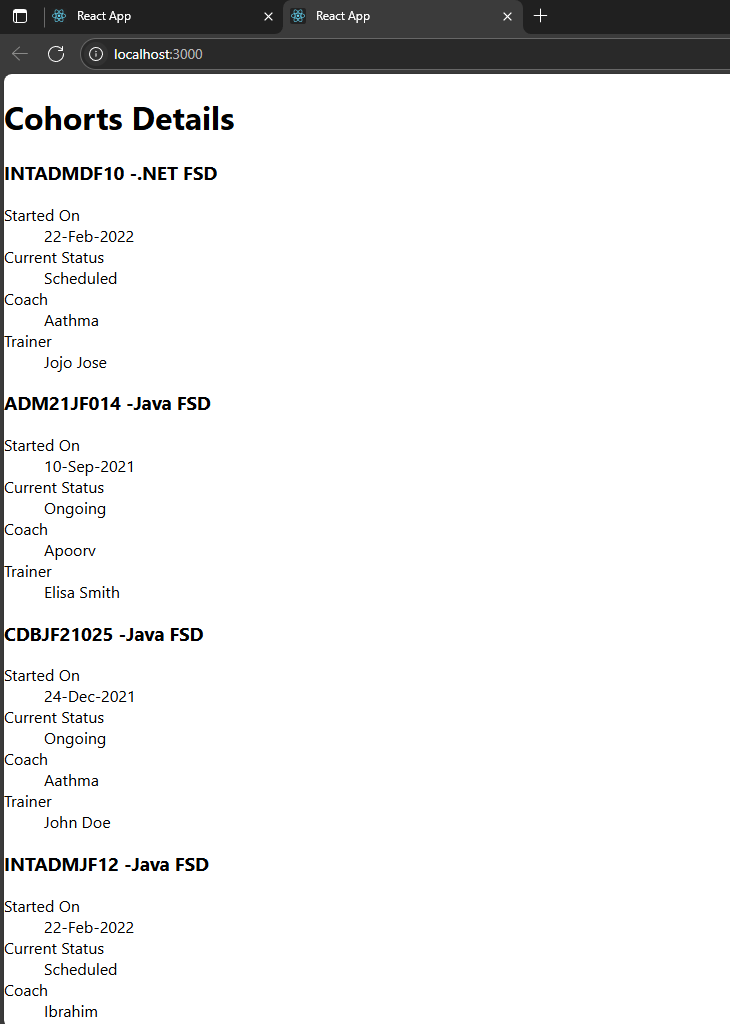 React App
React App
localhost:3000
Cohorts Details
INTADMDF10 -.NET FSD
Started On
22-Feb-2022
Current Status
Scheduled
Coach
Aathma
Trainer
Jojo Jose
ADM21JF014 -Java FSD
Started On
10-Sep-2021
Current Status
Ongoing
Coach
Apoorv
Trainer
Elisa Smith
CDBJF21025 -Java FSD
Started On
24-Dec-2021
Current Status
Ongoing
Coach
Aathma
Trainer
John Doe
INTADMJF12 -Java FSD
Started On
22-Feb-2022
Current Status
Scheduled
Coach
Ibrahim